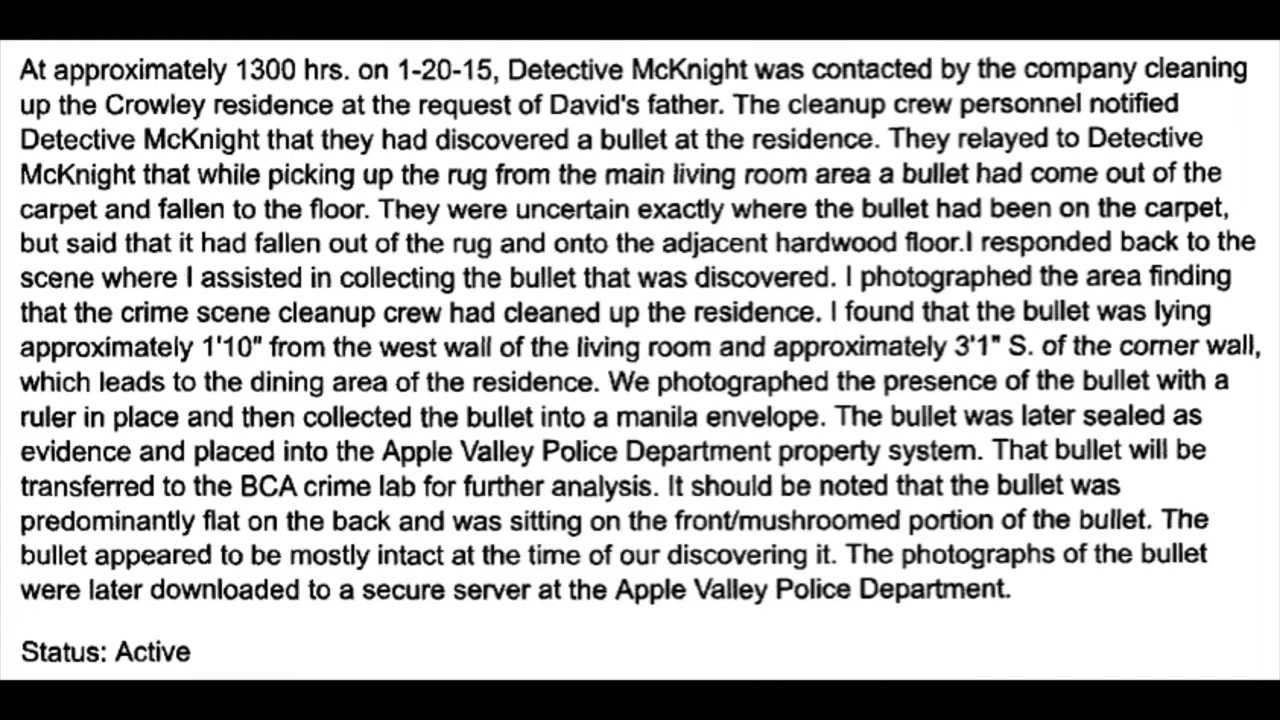 At approximately 1300 hrs. on 1-20-15, Detective McKnight was contacted by the company cleaning
up the Crowley residence at the request of David's father. The cleanup crew personnel notified
Detective McKnight that they had discovered a bullet at the residence. They relayed to Detective
McKnight that while picking up the rug from the main living room area a bullet had come out of the
carpet and fallen to the floor. They were uncertain exactly where the bullet had been on the carpet,
but said that it had fallen out of the rug and onto the adjacent hardwood floor.I responded back to the
scene where I assisted in collecting the bullet that was discovered. I photographed the area finding
that the crime scene cleanup crew had cleaned up the residence. I found that the bullet was lying
approximately 1'10" from the west wall of the living room and approximately 3'1" S. of the corner wall,
which leads to the dining area of the residence. We photographed the presence of the bullet with a
ruler in place and then collected the bullet into a manila envelope. The bullet was later sealed as
evidence and placed into the Apple Valley Police Department property system. That bullet will be
transferred to the BCA crime lab for further analysis. It should be noted that the bullet was
predominantly flat on the back and was sitting on the front/mushroomed portion of the bullet. The
bullet appeared to be mostly intact at the time of our discovering it. The photographs of the bullet
were later downloaded to a secure server at the Apple Valley Police Department.
Status: Active